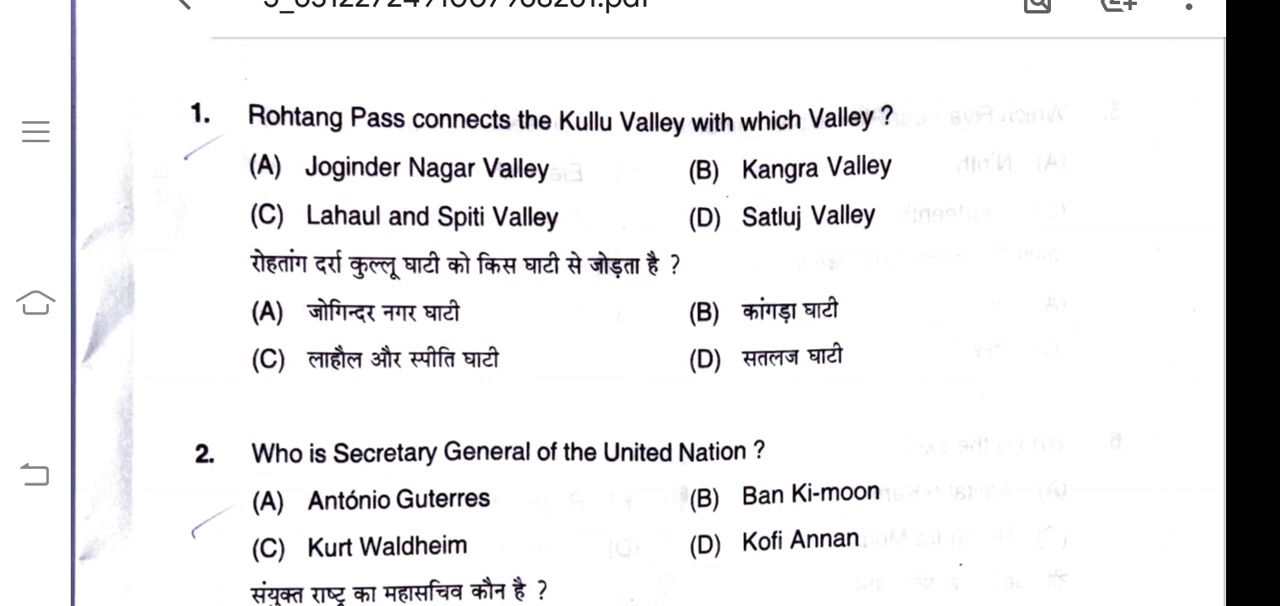 1. Rohtang Pass connects the Kullu Valley with which Valley ?
(A) Joginder Nagar Valley (B) Kangra Valley
(C) Lahaul and Spiti Valley (D) Satluj Valley
रोहतांग दर्रा कुल्लू घाटी को किस घाटी से जोड़ता है ?
(A) जोगिन्दर नगर घाटी (B) कांगड़ा घाटी
(C) लाहौल और स्पीति घाटी (D) सतलज घाटी
2. Who is Secretary General of the United Nation ?
(A) António Guterres (B) Ban Ki-moon
(C) Kurt Waldheim (D) Kofi Annan
संयुक्त राष्ट्र का महासचिव कौन है ?